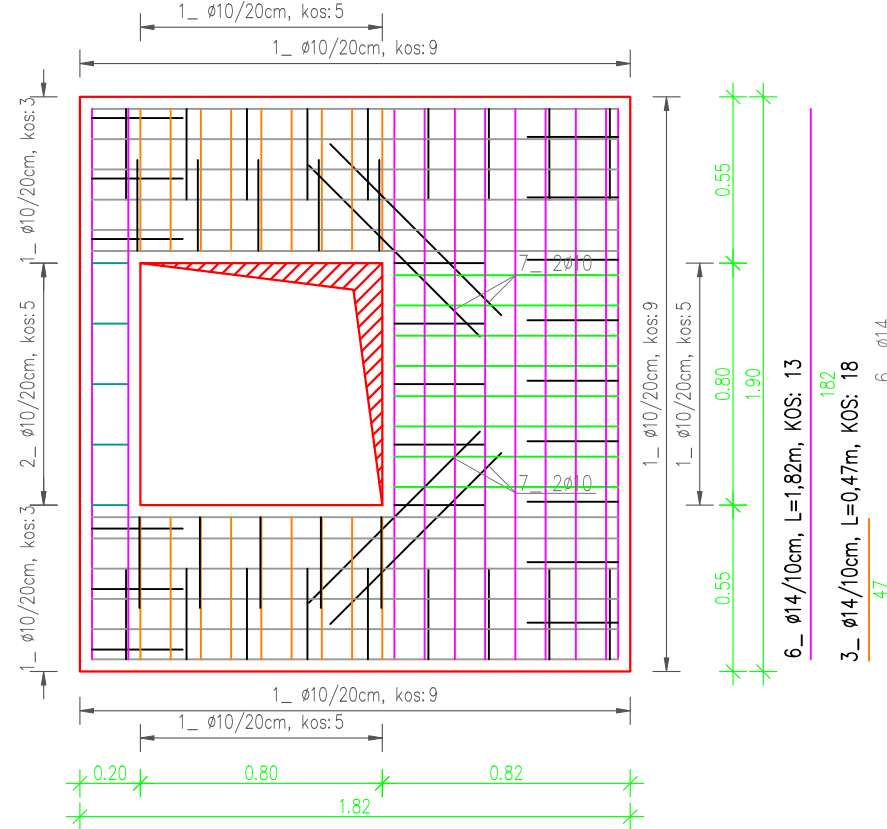 1_ ø10/20cm, kos:5
1_ ø10/20cm, kos:9
1_ ø10/20cm, kos:3
2_ ø10/20cm, kos:5
1_ ø10/20cm, kos:3
7_ 2ø10
7_ 2ø10
1_ ø10/20cm, kos:9
1_ ø10/20cm, kos:5
0.55
0.80
0.55
1.90
6_ ø14/10cm, L=1,82m, KOS: 13
182
3_ ø14/10cm, L=0,47m, KOS: 18
47
6_ ø14
1_ ø10/20cm, kos:9
1_ ø10/20cm, kos:5
0.20
0.80
0.82
1.82